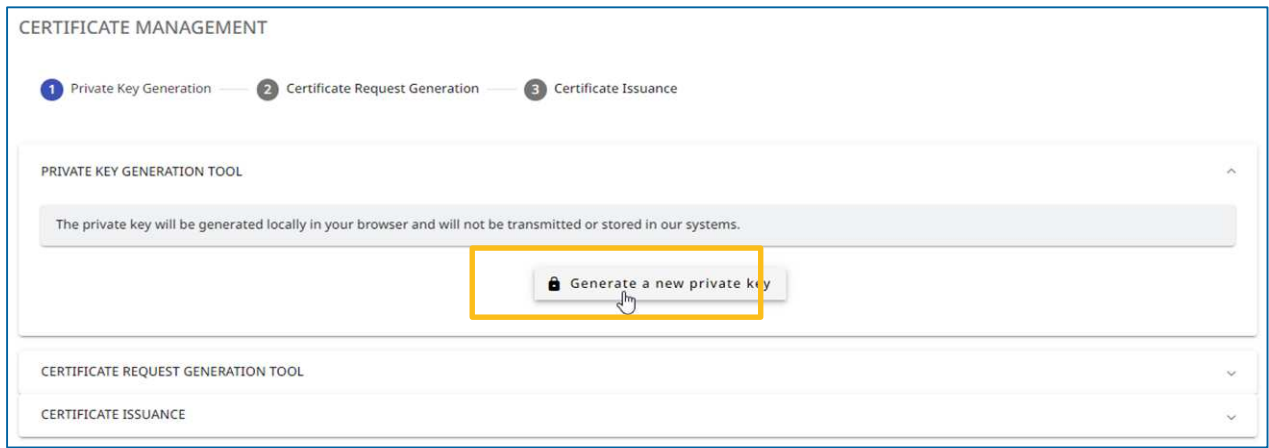 CERTIFICATE MANAGEMENT
1 Private Key Generation 2 Certificate Request Generation 3 Certificate Issuance
PRIVATE KEY GENERATION TOOL
The private key will be generated locally in your browser and will not be transmitted or stored in our systems.
Generate a new private key
CERTIFICATE REQUEST GENERATION TOOL
CERTIFICATE ISSUANCE